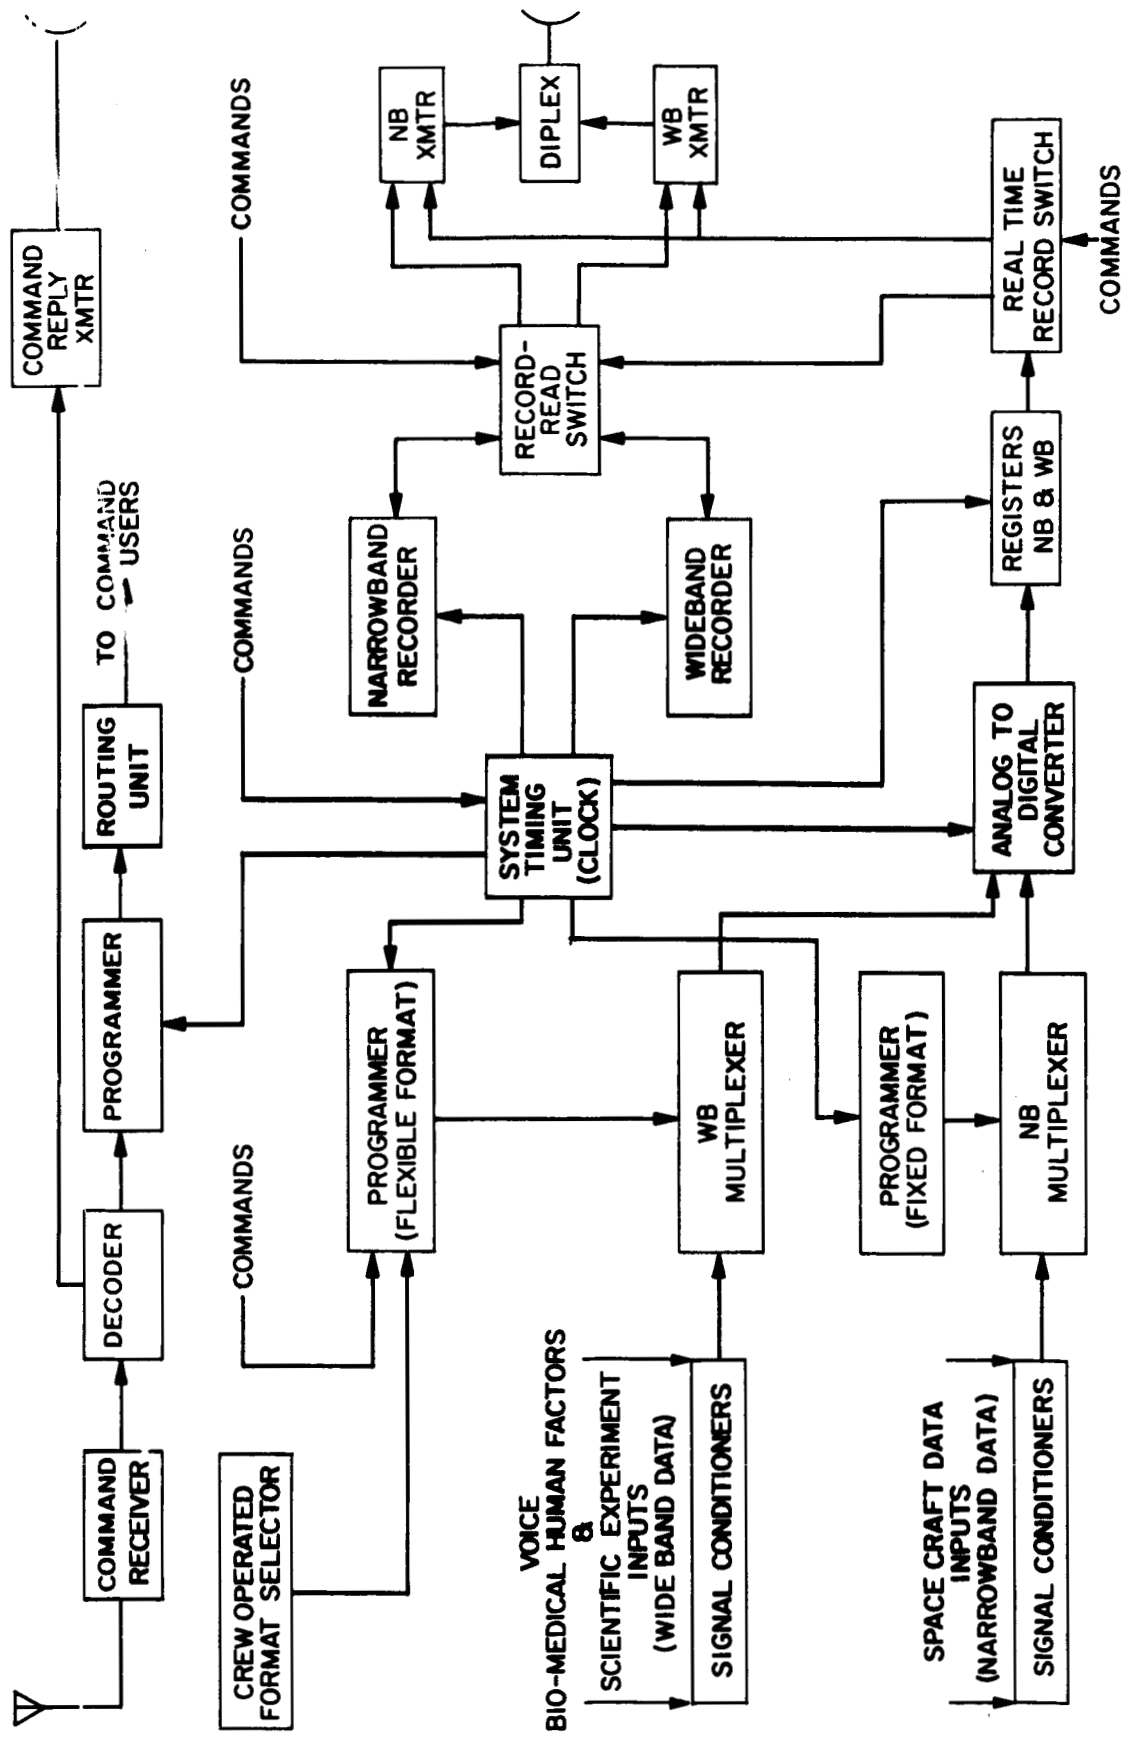 COMMAND
RECEIVER
DECODER
PROGRAMMER
ROUTING
UNIT
TO COMMAND
USERS
COMMAND
REPLY
XMTR
CREW OPERATED
FORMAT SELECTOR
COMMANDS
COMMANDS
COMMANDS
PROGRAMMER
(FLEXIBLE FORMAT)
NARROWBAND
RECORDER
NB
XMTR
SYSTEM
TIMING
UNIT
(CLOCK)
RECORD-
READ
SWITCH
DIPLEX
VOICE
BIO-MEDICAL HUMAN FACTORS
&
SCIENTIFIC EXPERIMENT
INPUTS
(WIDE BAND DATA)
SIGNAL CONDITIONERS
WB
MULTIPLEXER
WIDEBAND
RECORDER
WB
XMTR
PROGRAMMER
(FIXED FORMAT)
SPACE CRAFT DATA
INPUTS
(NARROWBAND DATA)
SIGNAL CONDITIONERS
NB
MULTIPLEXER
ANALOG TO
DIGITAL
CONVERTER
REGISTERS
NB & WB
REAL TIME
RECORD SWITCH
COMMANDS